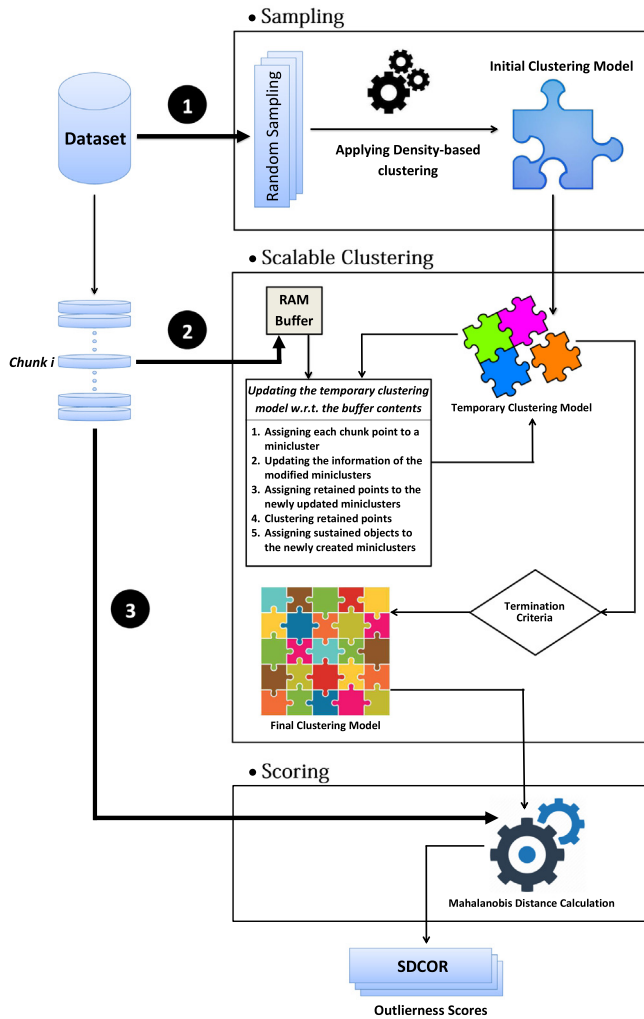 • Sampling
1
Dataset
Random Sampling
Applying Density-based
clustering
Initial Clustering Model
• Scalable Clustering
RAM
Buffer
2
Chunk i
Updating the temporary clustering
model w.r.t. the buffer contents
1. Assigning each chunk point to a
minicluster
2. Updating the information of the
modified miniclusters
3. Assigning retained points to the
newly updated miniclusters
4. Clustering retained points
5. Assigning sustained objects to
the newly created miniclusters
Temporary Clustering Model
Termination
Criteria
3
Final Clustering Model
• Scoring
Mahalanobis Distance Calculation
SDCOR
Outlierness Scores